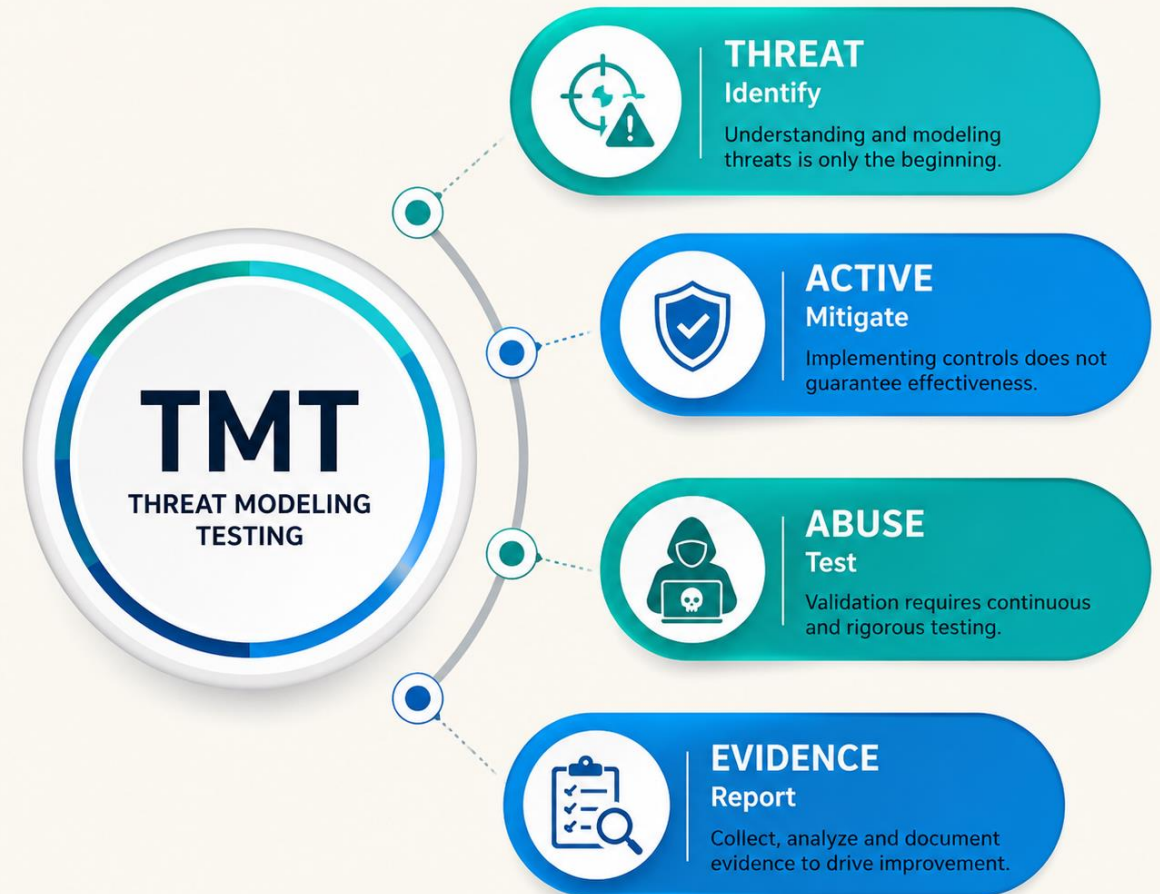 TMT
THREAT MODELING
TESTING
THREAT
Identify
Understanding and modeling
threats is only the beginning.
ACTIVE
Mitigate
Implementing controls does not
guarantee effectiveness.
ABUSE
Test
Validation requires continuous
and rigorous testing.
EVIDENCE
Report
Collect, analyze and document
evidence to drive improvement.